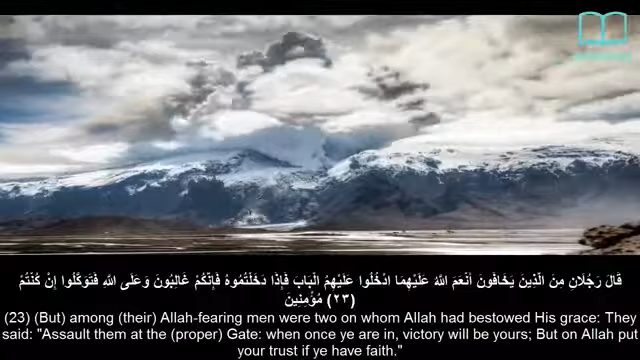 قَالَ رَجُلَانِ مِنَ الَّذِينَ يَخَافُونَ أَنْعَمَ اللَّهُ عَلَيْهِمَا ادْخُلُوا عَلَيْهِمُ الْبَابَ فَإِذَا دَخَلْتُمُوهُ فَإِنَّكُمْ غَالِبُونَ وَعَلَى اللَّهِ فَتَوَكَّلُوا إِنْ كُنْتُمْ
مُؤْمِنِينَ (٢٣)
(23) (But) among (their) Allah-fearing men were two on whom Allah had bestowed His grace: They
said: "Assault them at the (proper) Gate: when once ye are in, victory will be yours; But on Allah put
your trust if ye have faith."